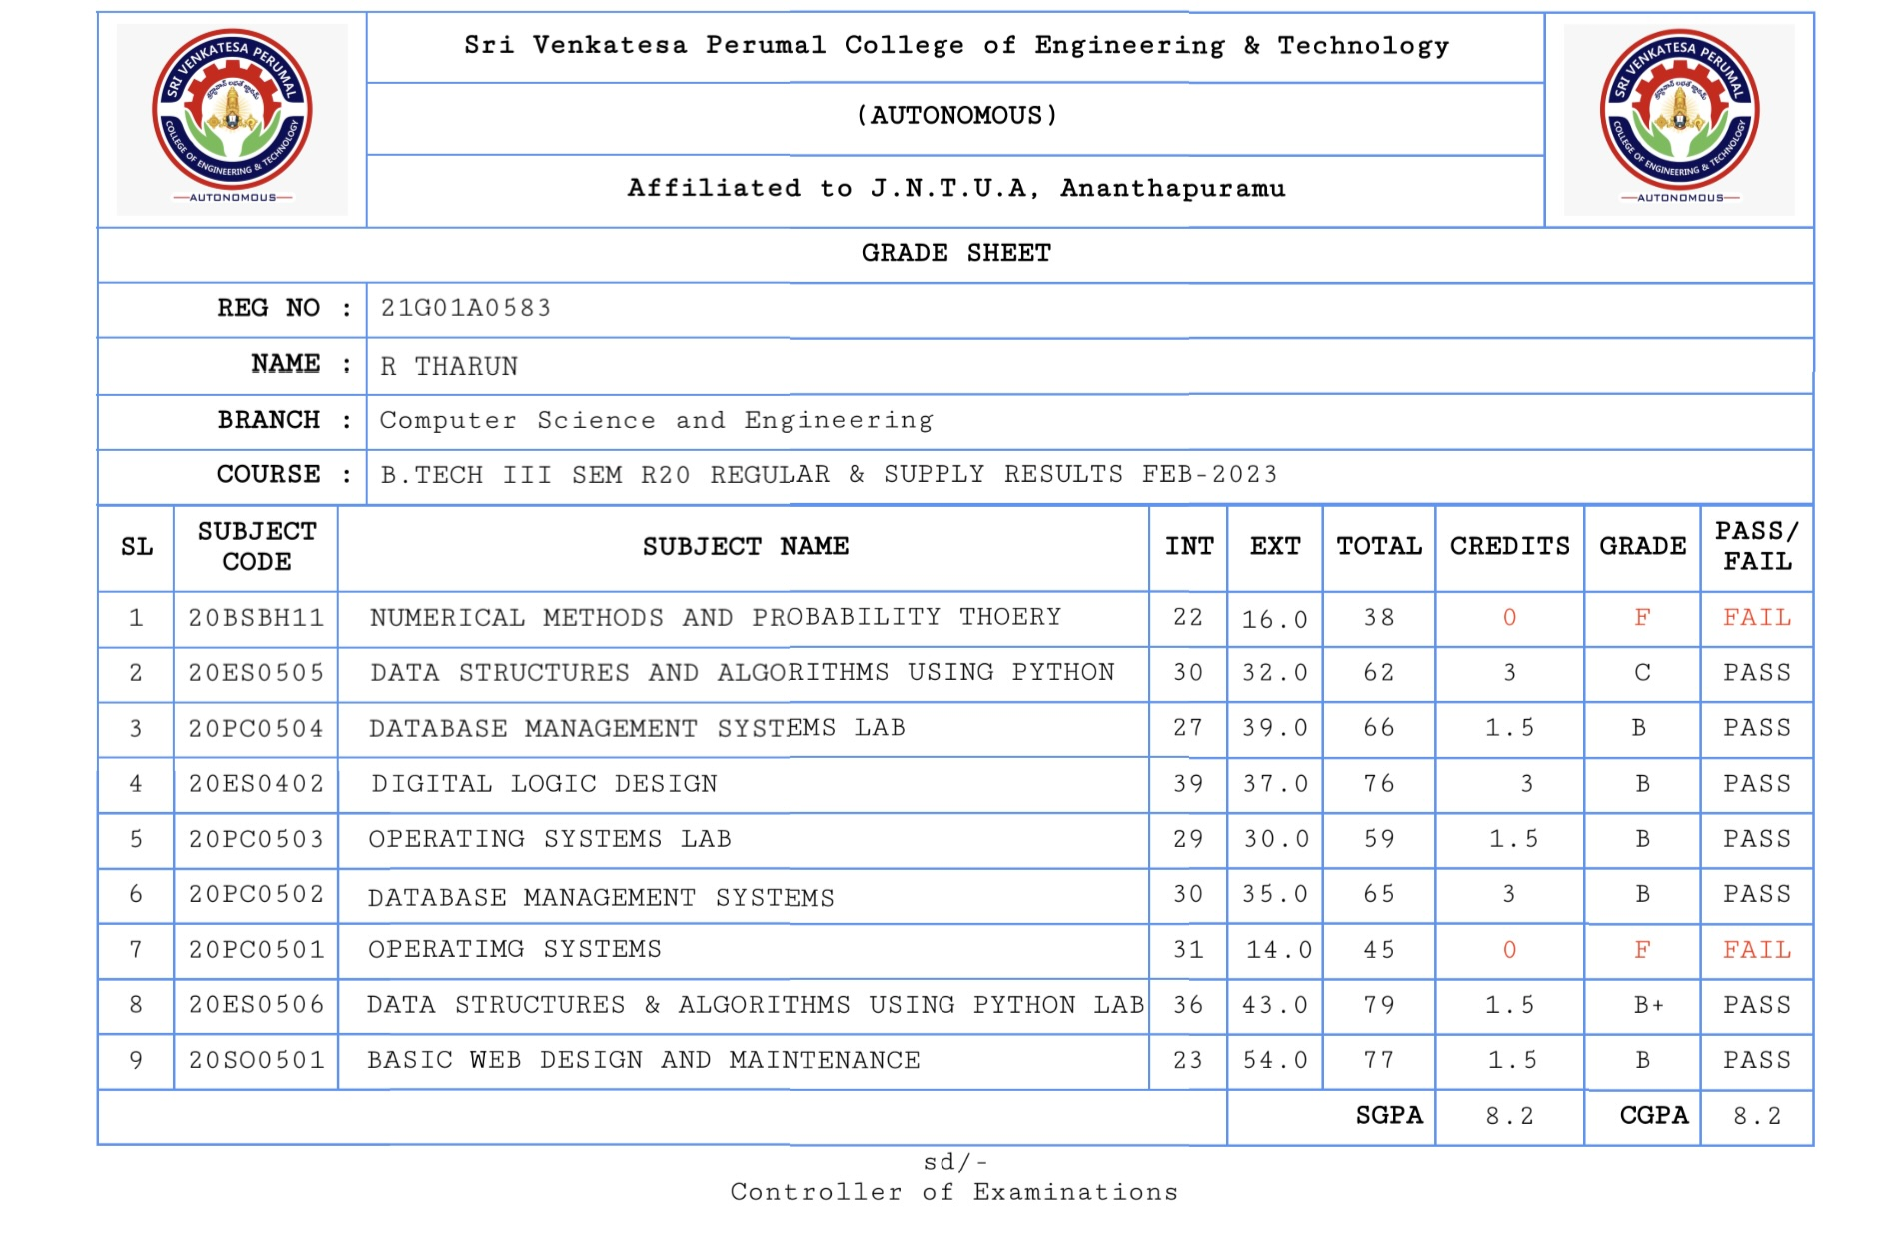 Sri Venkatesa Perumal College of Engineering & Technology
(AUTONOMOUS)
Affiliated to J.N.T.U.A, Ananthapuramu
SRI VENKATESA PERUMAL
COLLEGE OF ENGINEERING & TECHNOLOGY
AUTONOMOUS
SRI VENKATESA PERUMAL
COLLEGE OF ENGINEERING & TECHNOLOGY
AUTONOMOUS
GRADE SHEET
REG NO : 21G01A0583
NAME : R THARUN
BRANCH : Computer Science and Engineering
COURSE : B.TECH III SEM R20 REGULAR & SUPPLY RESULTS FEB-2023
SL SUBJECT CODE SUBJECT NAME INT EXT TOTAL CREDITS GRADE PASS/ FAIL
1 20BSBH11 NUMERICAL METHODS AND PROBABILITY THOERY 22 16.0 38 0 F FAIL
2 20ES0505 DATA STRUCTURES AND ALGORITHMS USING PYTHON 30 32.0 62 3 C PASS
3 20PC0504 DATABASE MANAGEMENT SYSTEMS LAB 27 39.0 66 1.5 B PASS
4 20ES0402 DIGITAL LOGIC DESIGN 39 37.0 76 3 B PASS
5 20PC0503 OPERATING SYSTEMS LAB 29 30.0 59 1.5 B PASS
6 20PC0502 DATABASE MANAGEMENT SYSTEMS 30 35.0 65 3 B PASS
7 20PC0501 OPERATIMG SYSTEMS 31 14.0 45 0 F FAIL
8 20ES0506 DATA STRUCTURES & ALGORITHMS USING PYTHON LAB 36 43.0 79 1.5 B+ PASS
9 20SO0501 BASIC WEB DESIGN AND MAINTENANCE 23 54.0 77 1.5 B PASS
SGPA 8.2 CGPA 8.2
sd/-
Controller of Examinations